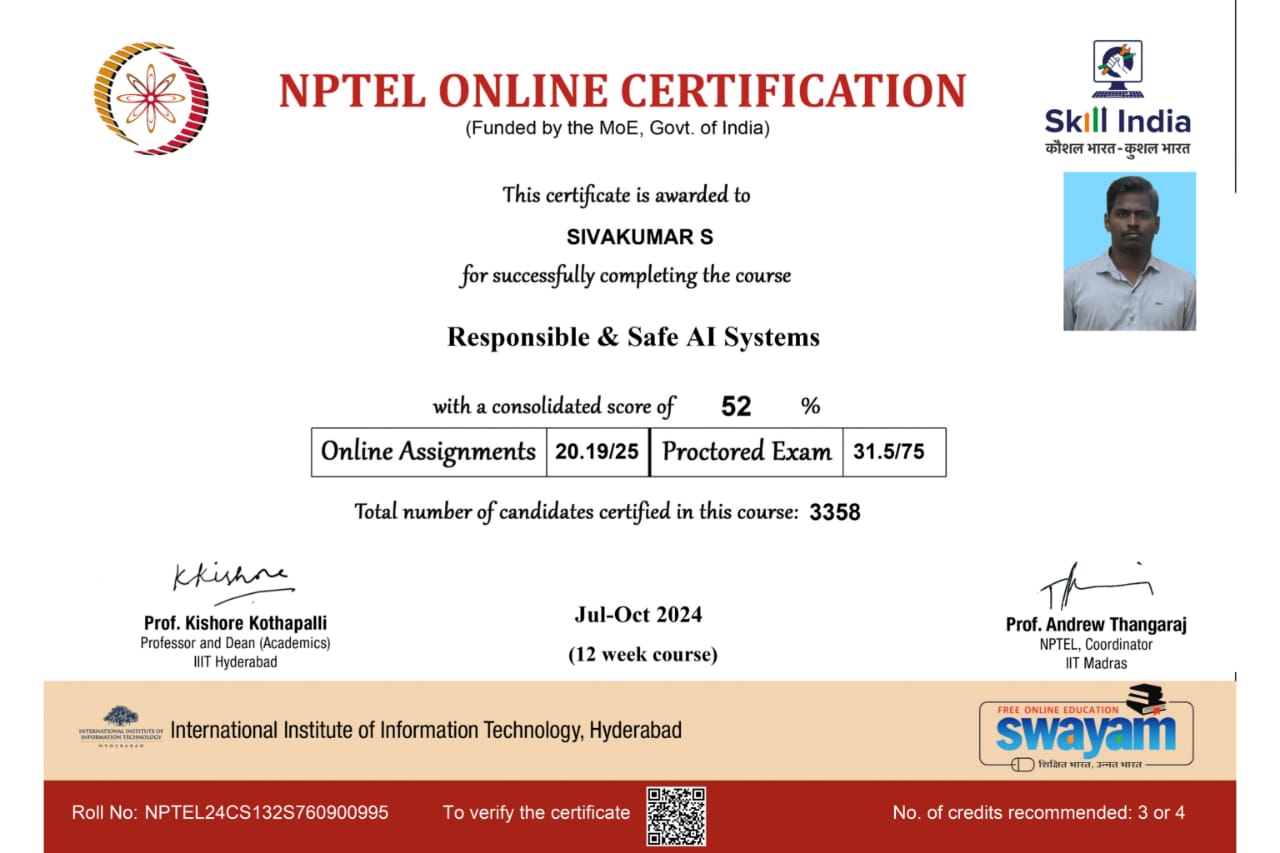 NPTEL ONLINE CERTIFICATION
(Funded by the MoE, Govt. of India)
Skill India
कौशल भारत - कुशल भारत
This certificate is awarded to
SIVAKUMAR S
for successfully completing the course
Responsible & Safe AI Systems
with a consolidated score of 52 %
Online Assignments 20.19/25 Proctored Exam 31.5/75
Total number of candidates certified in this course: 3358
KKishore
Prof. Kishore Kothapalli
Professor and Dean (Academics)
IIIT Hyderabad
Jul-Oct 2024
(12 week course)
Prof. Andrew Thangaraj
NPTEL, Coordinator
IIT Madras
INTERNATIONAL INSTITUTE OF
INFORMATION TECHNOLOGY
HYDERABAD
International Institute of Information Technology, Hyderabad
FREE ONLINE EDUCATION
swayam
शिक्षित भारत, उन्नत भारत
Roll No: NPTEL24CS132S760900995 To verify the certificate No. of credits recommended: 3 or 4